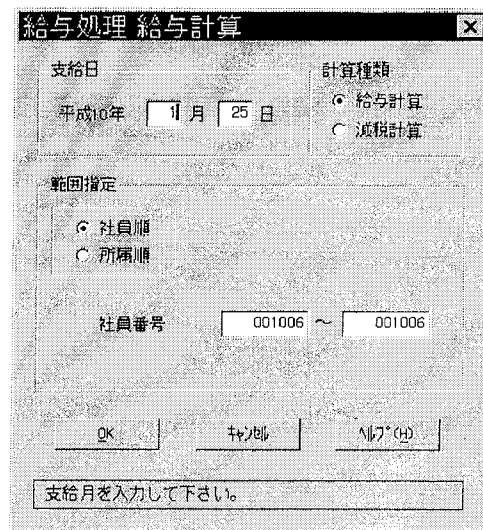 給与処理 給与計算
支給日
平成10年 1 月 25 日
計算種類
給与計算
減税計算
範囲指定
社員順
所属順
社員番号 001006 ～ 001006
OK キャンセル ヘルプ(H)
支給月を入力して下さい。